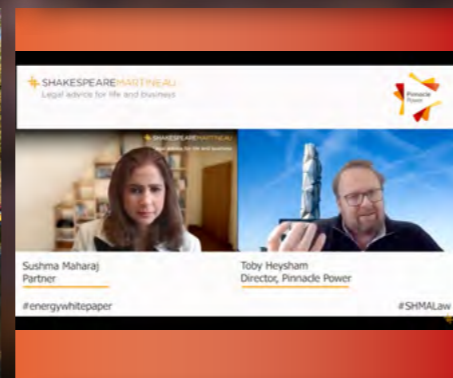 SHAKESPEAREMARTINEAU
Legal advice for life and business
Pinnacle
Power
SHAKESPEAREMARTINEAU
Sushma Maharaj
Partner
Toby Heysham
Director, Pinnacle Power
#energywhitepaper
#SHMALaw